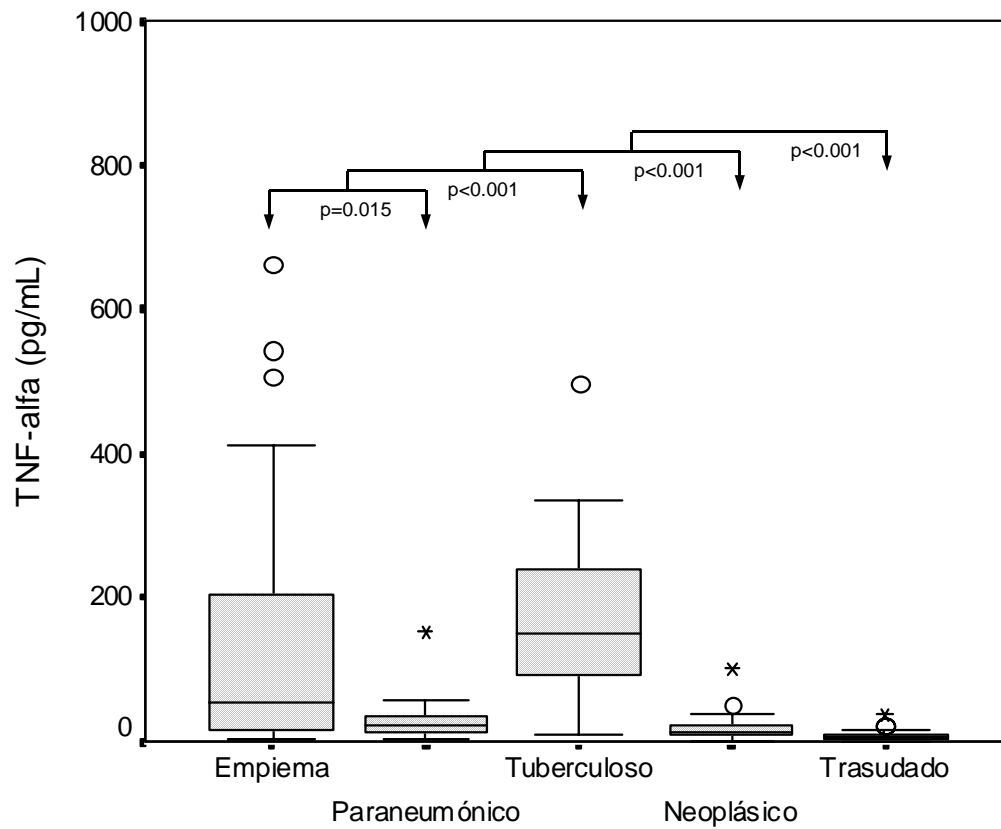 1000
800
600
400
200
0
TNF-alfa (pg/mL)
p=0.015
p<0.001
p<0.001
p<0.001
Empiema
Paraneumónico
Tuberculoso
Neoplásico
Trasudado